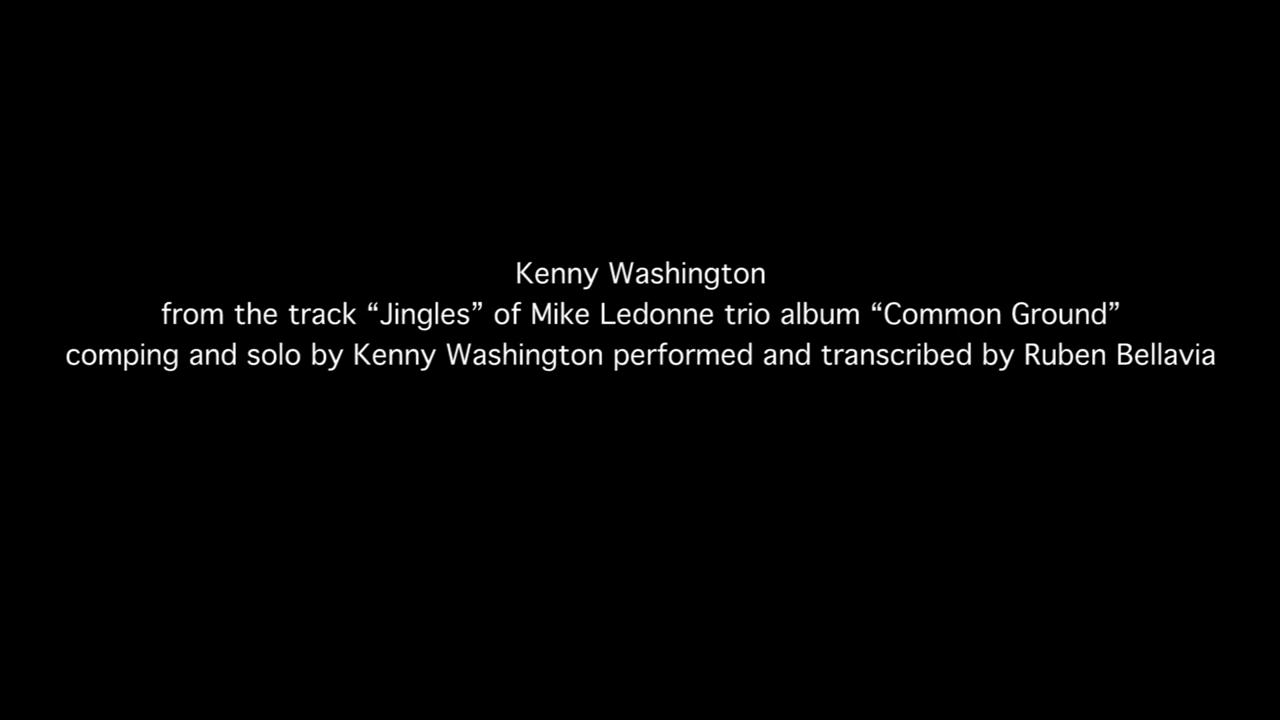 Kenny Washington
from the track “Jingles” of Mike Ledonne trio album “Common Ground”
comping and solo by Kenny Washington performed and transcribed by Ruben Bellavia